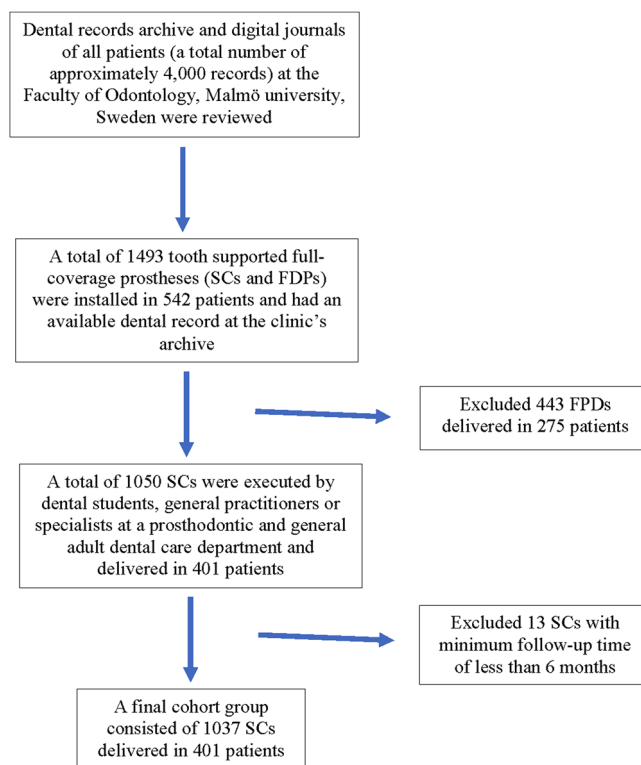 Dental records archive and digital journals
of all patients (a total number of
approximately 4,000 records) at the
Faculty of Odontology, Malmö university,
Sweden were reviewed
A total of 1493 tooth supported full-
coverage prostheses (SCs and FDPs)
were installed in 542 patients and had an
available dental record at the clinic's
archive
Excluded 443 FPDs
delivered in 275 patients
A total of 1050 SCs were executed by
dental students, general practitioners or
specialists at a prosthodontic and general
adult dental care department and
delivered in 401 patients
Excluded 13 SCs with
minimum follow-up time
of less than 6 months
A final cohort group
consisted of 1037 SCs
delivered in 401 patients